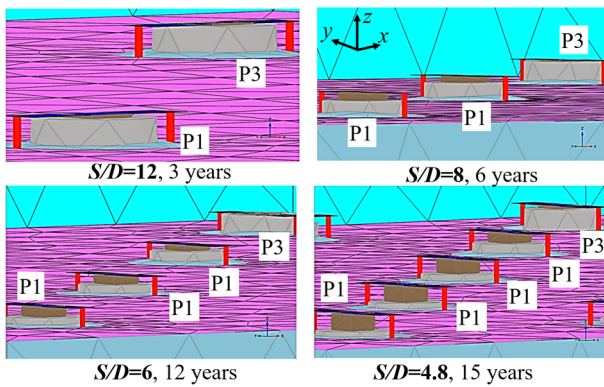 P3
P1
S/D=12, 3 years
z
y
x
P3
P1
P1
S/D=8, 6 years
P3
P1
P1
P1
S/D=6, 12 years
P3
P1
P1
P1
P1
S/D=4.8, 15 years